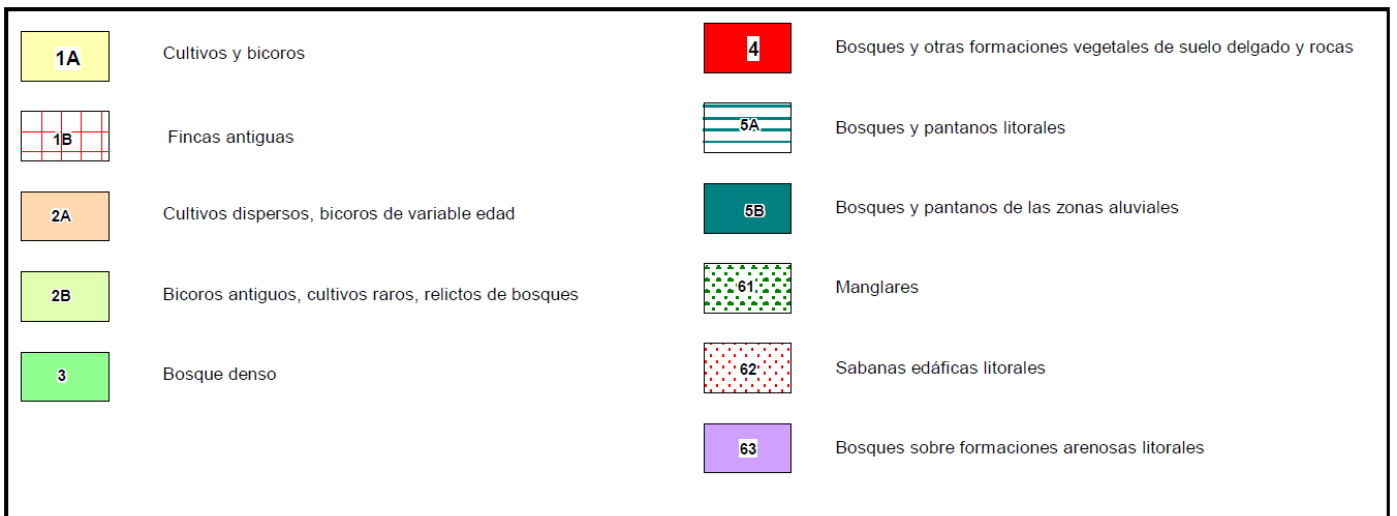 1A Cultivos y bicoros
1B Fincas antiguas
2A Cultivos dispersos, bicoros de variable edad
2B Bicoros antiguos, cultivos raros, relictos de bosques
3 Bosque denso
4 Bosques y otras formaciones vegetales de suelo delgado y rocas
5A Bosques y pantanos litorales
5B Bosques y pantanos de las zonas aluviales
61 Manglares
62 Sabanas edáficas litorales
63 Bosques sobre formaciones arenosas litorales